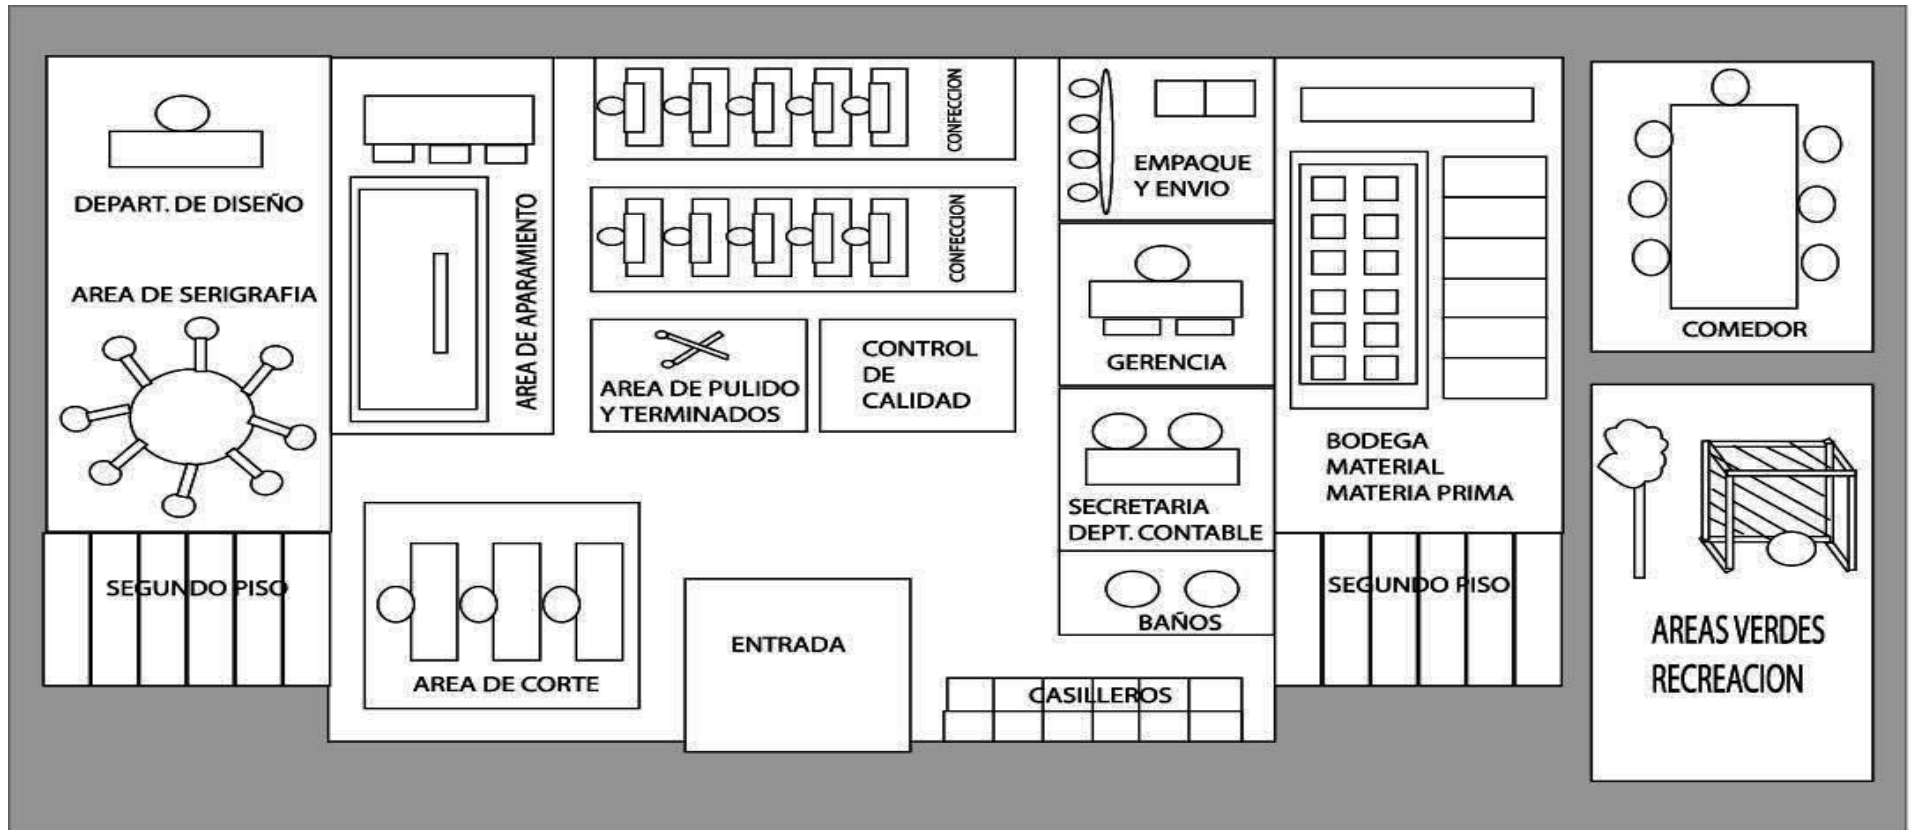 DEPART. DE DISEÑO
AREA DE SERIGRAFIA
SEGUNDO PISO
AREA DE APARAMIENTO
CONFECCION
CONFECCION
AREA DE PULIDO
Y TERMINADOS
CONTROL
DE
CALIDAD
AREA DE CORTE
ENTRADA
EMPAQUE
Y ENVIO
GERENCIA
SECRETARIA
DEPT. CONTABLE
BAÑOS
CASILLEROS
BODEGA
MATERIAL
MATERIA PRIMA
SEGUNDO PISO
COMEDOR
AREAS VERDES
RECREACION